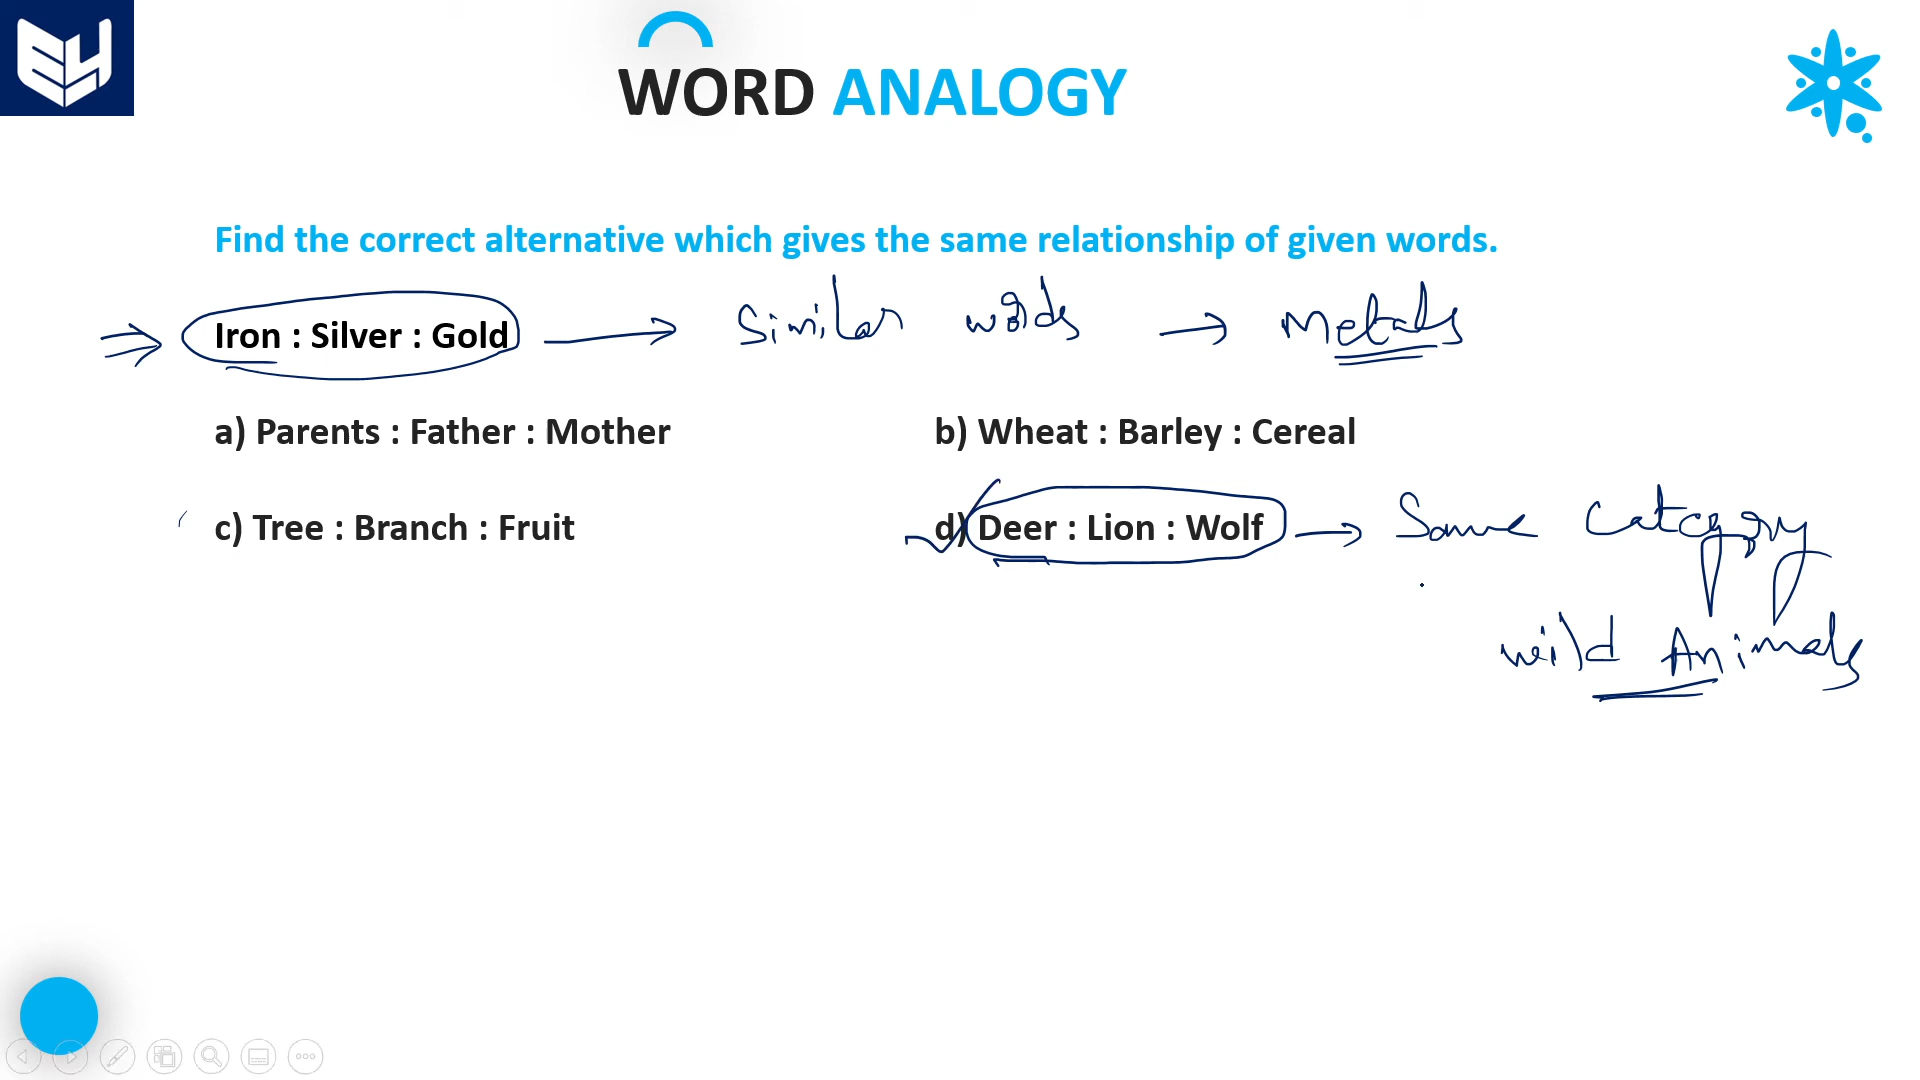 WORD ANALOGY
Find the correct alternative which gives the same relationship of given words.
Iron : Silver : Gold Similar words Metals
a) Parents : Father : Mother b) Wheat : Barley : Cereal
c) Tree : Branch : Fruit d) Deer : Lion : Wolf Same Category
wild Animals